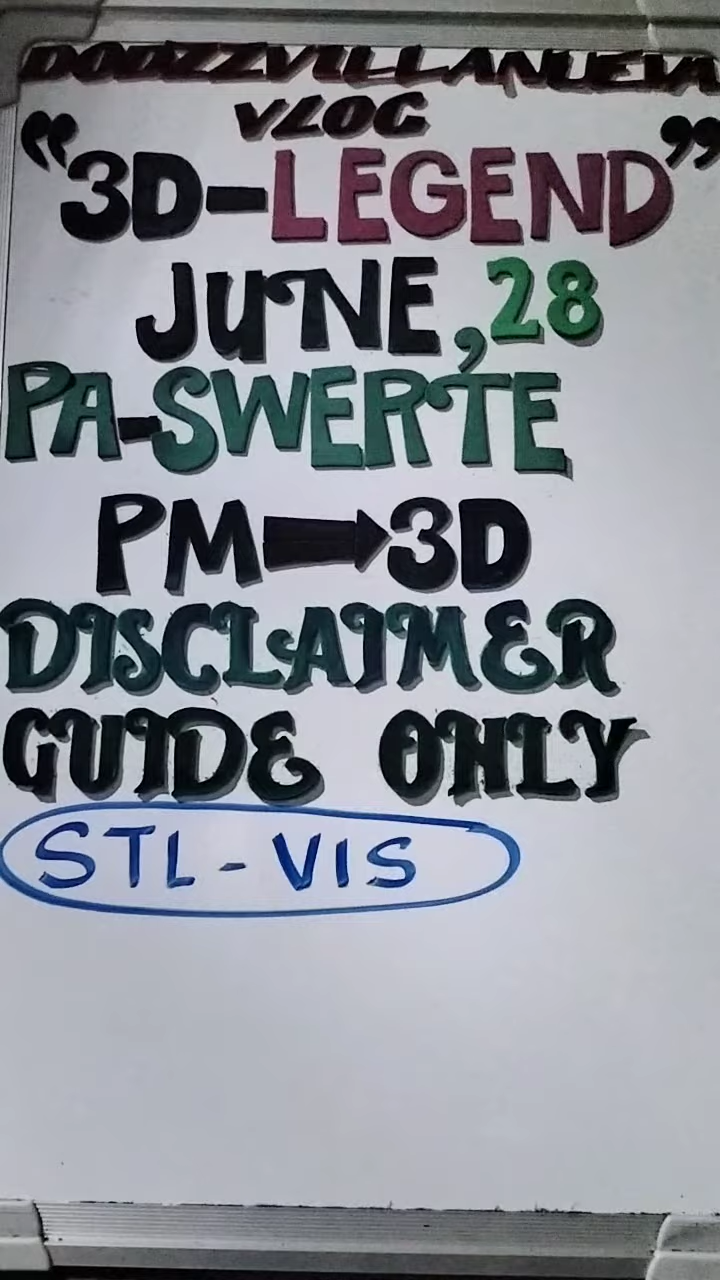 DODZZVILLANUEVA
VLOG
"3D-LEGEND"
JUNE, 28
PA-SWERTE
PM➡3D
DISCLAIMER
GUIDE ONLY
STL-VIS